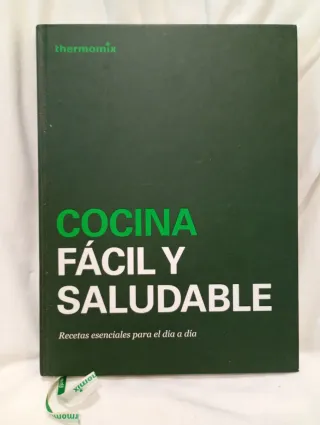 thermomix
COCINA
FÁCIL Y
SALUDABLE
Recetas esenciales para el día a día